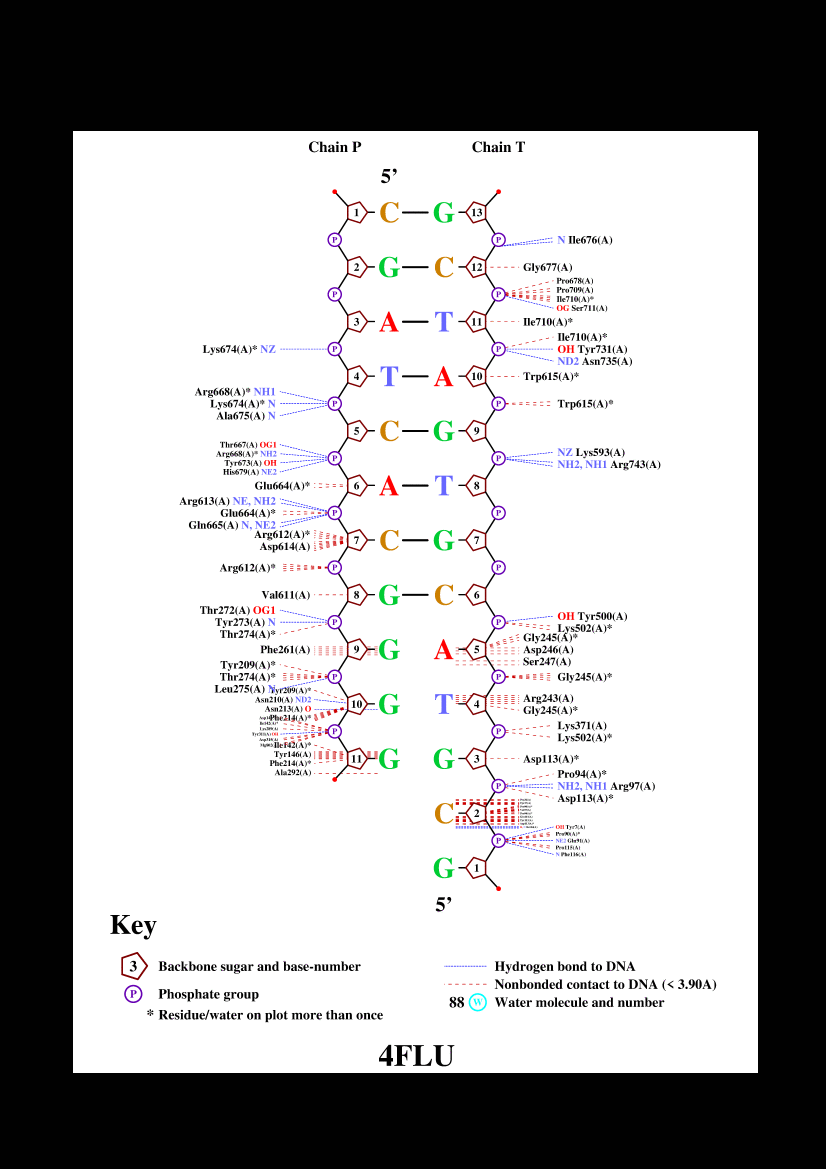 Chain P Chain T
5’
1 C G 13
P P N Ile676(A)
2 G C 12 Gly677(A)
Pro678(A)
Pro709(A)
P P Ile710(A)*
OG Ser711(A)
3 A T 11 Ile710(A)*
Ile710(A)*
Lys674(A)* NZ P P OH Tyr731(A)
ND2 Asn735(A)
4 T A 10 Trp615(A)*
Arg668(A)* NH1
Lys674(A)* N P P Trp615(A)*
Ala675(A) N
5 C G 9
Thr667(A) OG1
Arg668(A)* NH2 NZ Lys593(A)
P P
Tyr673(A) OH NH2, NH1 Arg743(A)
His679(A) NE2
Glu664(A)* 6 A T 8
Arg613(A) NE, NH2
Glu664(A)* P P
Gln665(A) N, NE2
Arg612(A)*
7 C G 7
Asp614(A)
Arg612(A)* P P
Val611(A) 8 G C 6
Thr272(A) OG1 OH Tyr500(A)
Tyr273(A) N P P
Thr274(A)* Lys502(A)*
Gly245(A)*
Phe261(A) 9 G A 5 Asp246(A)
Ser247(A)
Tyr209(A)*
Thr274(A)* P P Gly245(A)*
Leu275(A) N
Tyr209(A)*
Asn210(A) ND2 Arg243(A)
10 G T 4
Asn213(A) O Gly245(A)*
Phe214(A)*
P P Lys371(A)
Lys502(A)*
Ile142(A)*
Tyr146(A)
11 G G 3 Asp113(A)*
Phe214(A)*
Ala292(A)
Pro94(A)*
P NH2, NH1 Arg97(A)
Asp113(A)*
C 2
OH Tyr7(A)
Pro90(A)*
P NE2 Gln91(A)
Pro115(A)
N Phe116(A)
G 1
5’
Key
3 Backbone sugar and base-number
P Phosphate group
* Residue/water on plot more than once
Hydrogen bond to DNA
Nonbonded contact to DNA (< 3.90A)
88 W Water molecule and number
4FLU